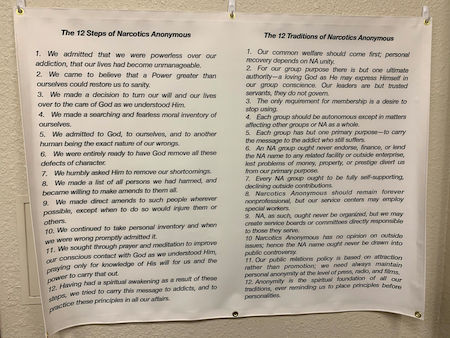 The 12 Steps of Narcotics Anonymous
1. We admitted that we were powerless over
our addiction, that our lives had become unmanageable.
2. We came to believe that a Power greater than
ourselves could restore us to sanity.
3. We made a decision to turn our will and our lives
over to the care of God as we understood Him.
4. We made a searching and fearless moral inventory
of ourselves.
5. We admitted to God, to ourselves, and to another
human being the exact nature of our wrongs.
6. We were entirely ready to have God remove all these
defects of character.
7. We humbly asked Him to remove our shortcomings.
8. We made a list of all persons we had harmed, and
became willing to make amends to them all.
9. We made direct amends to such people wherever
possible, except when to do so would injure them or
others.
10. We continued to take personal inventory and when
we were wrong promptly admitted it.
11. We sought through prayer and meditation to improve
our conscious contact with God as we understood Him,
praying only for knowledge of His will for us and the
power to carry that out.
12. Having had a spiritual awakening as a result of these
steps, we tried to carry this message to addicts, and to
practice these principles in all our affairs.
The 12 Traditions of Narcotics Anonymous
1. Our common welfare should come first; personal
recovery depends on NA unity.
2. For our group purpose there is but one ultimate
authority—a loving God as He may express Himself in
our group conscience. Our leaders are but trusted
servants, they do not govern.
3. The only requirement for membership is a desire to
stop using.
4. Each group should be autonomous except in matters
affecting other groups or NA as a whole.
5. Each group has but one primary purpose—to carry
the message to the addict who still suffers.
6. An NA group ought never endorse, finance, or lend
the NA name to any related facility or outside enterprise,
lest problems of money, property, or prestige divert us
from our primary purpose.
7. Every NA group ought to be fully self-supporting,
declining outside contributions.
8. Narcotics Anonymous should remain forever
nonprofessional, but our service centers may employ
special workers.
9. NA, as such, ought never be organized, but we may
create service boards or committees directly responsible
to those they serve.
10 Narcotics Anonymous has no opinion on outside
issues; hence the NA name ought never be drawn into
public controversy.
11. Our public relations policy is based on attraction
rather than promotion; we need always maintain
personal anonymity at the level of press, radio, and films.
12. Anonymity is the spiritual foundation of all our
traditions, ever reminding us to place principles before
personalities.